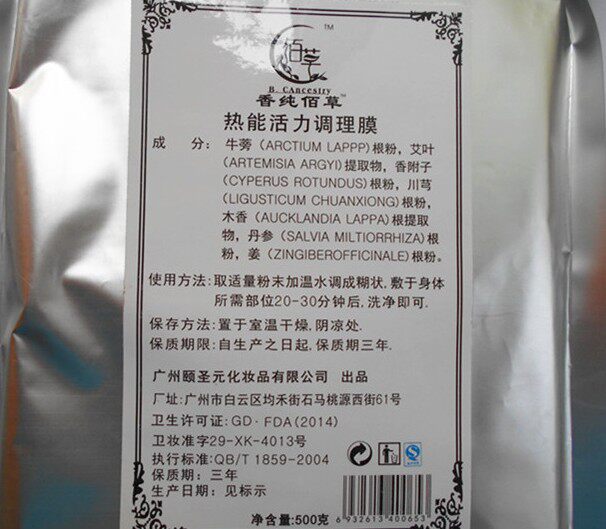 佰草
B. CAncestry TM
香纯佰草
热能活力调理膜
成 分: 牛蒡 (ARCTIUM LAPPP) 根粉, 艾叶
(ARTEMISIA ARGYI) 提取物, 香附子
(CYPERUS ROTUNDUS) 根粉, 川芎
(LIGUSTICUM CHUANXIONG) 根粉,
木香 (AUCKLANDIA LAPPA) 根提取
物, 丹参 (SALVIA MILTIORRHIZA) 根
粉, 姜 (ZINGIBEROFFICINALE) 根粉。
使用方法: 取适量粉末加温水调成糊状, 敷于身体
所需部位20-30分钟后, 洗净即可.
保存方法: 置于室温干燥, 阴凉处.
保质期限: 自生产之日起, 保质期三年.
广州颐圣元化妆品有限公司 出品
厂址: 广州市白云区均禾街石马桃源西街61号
卫生许可证: GD·FDA (2014)
卫妆准字29-XK-4013号
执行标准: QB/T 1859-2004
保质期: 三年
生产日期: 见标示
净含量:500克
6 932613 400653